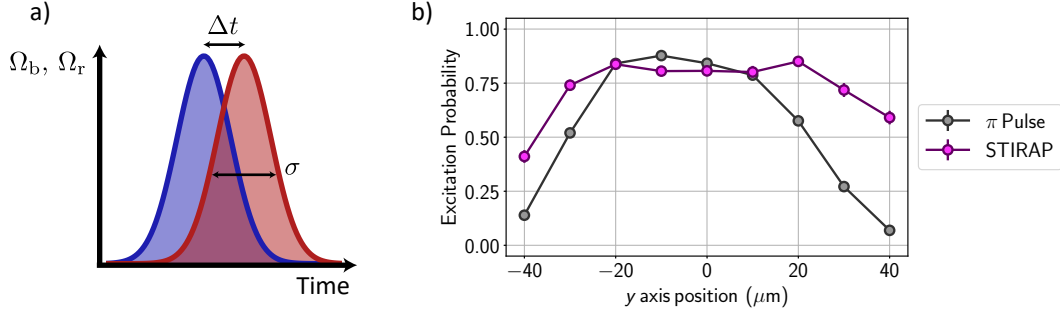 a)
Δt
Ω_b, Ω_r
σ
Time
b)
Excitation Probability
1.00
0.75
0.50
0.25
0.00
−40
−20
0
20
40
y axis position (μm)
π Pulse
STIRAP